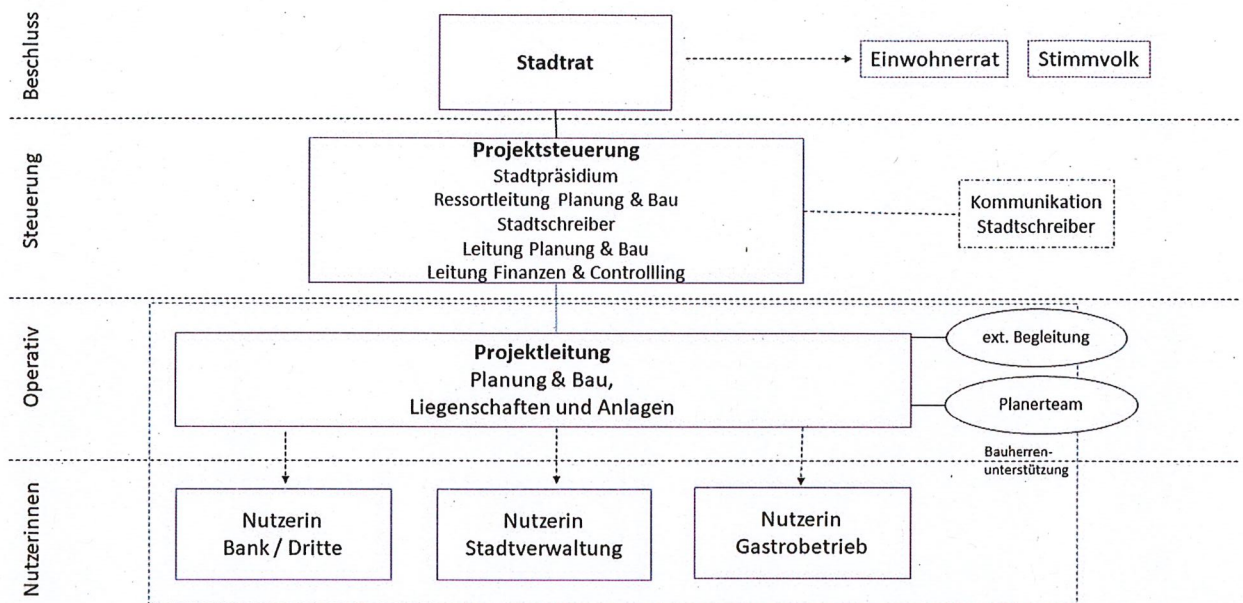 Beschluss
Stadtrat
Einwohnerrat
Stimmvolk
Steuerung
Projektsteuerung
Stadtpräsidium
Ressortleitung Planung & Bau
Stadtschreiber
Leitung Planung & Bau
Leitung Finanzen & Controllling
Kommunikation
Stadtschreiber
Operativ
Projektleitung
Planung & Bau,
Liegenschaften und Anlagen
ext. Begleitung
Planerteam
Bauherren-
unterstützung
Nutzerinnen
Nutzerin
Bank / Dritte
Nutzerin
Stadtverwaltung
Nutzerin
Gastrobetrieb